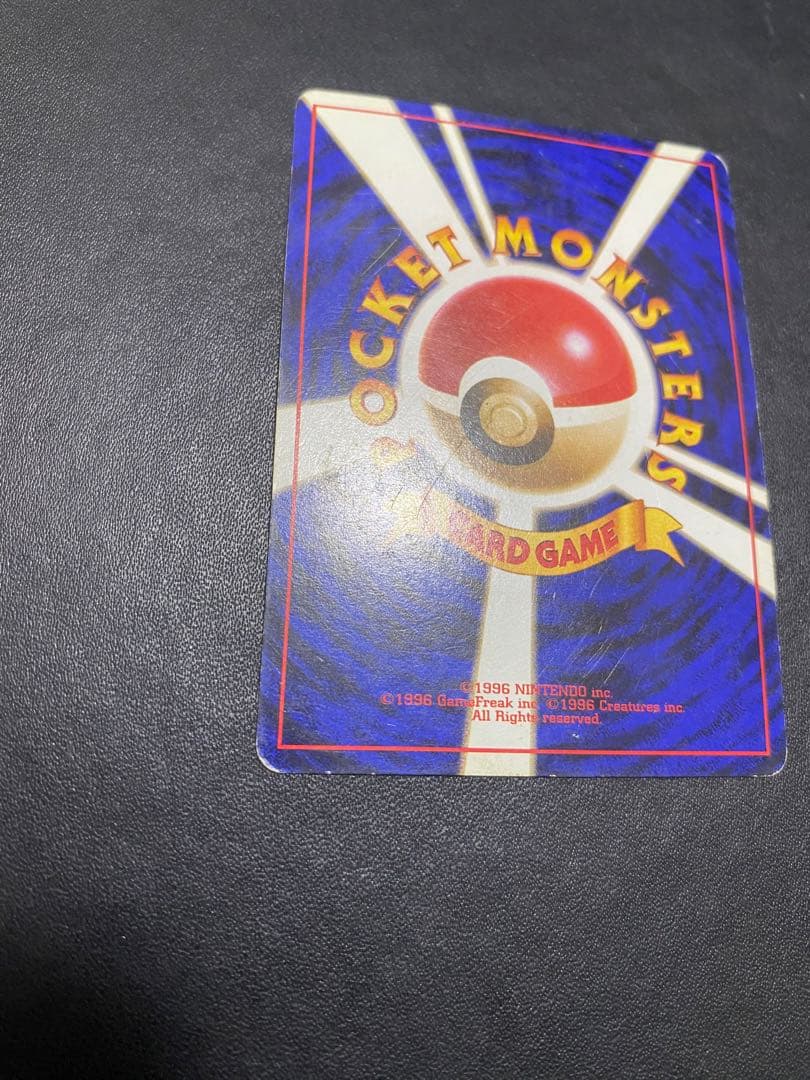 POCKET MONSTERS
CARD GAME
©1996 NINTENDO inc.
©1996 GameFreak inc. ©1996 Creatures inc.
All Rights reserved.